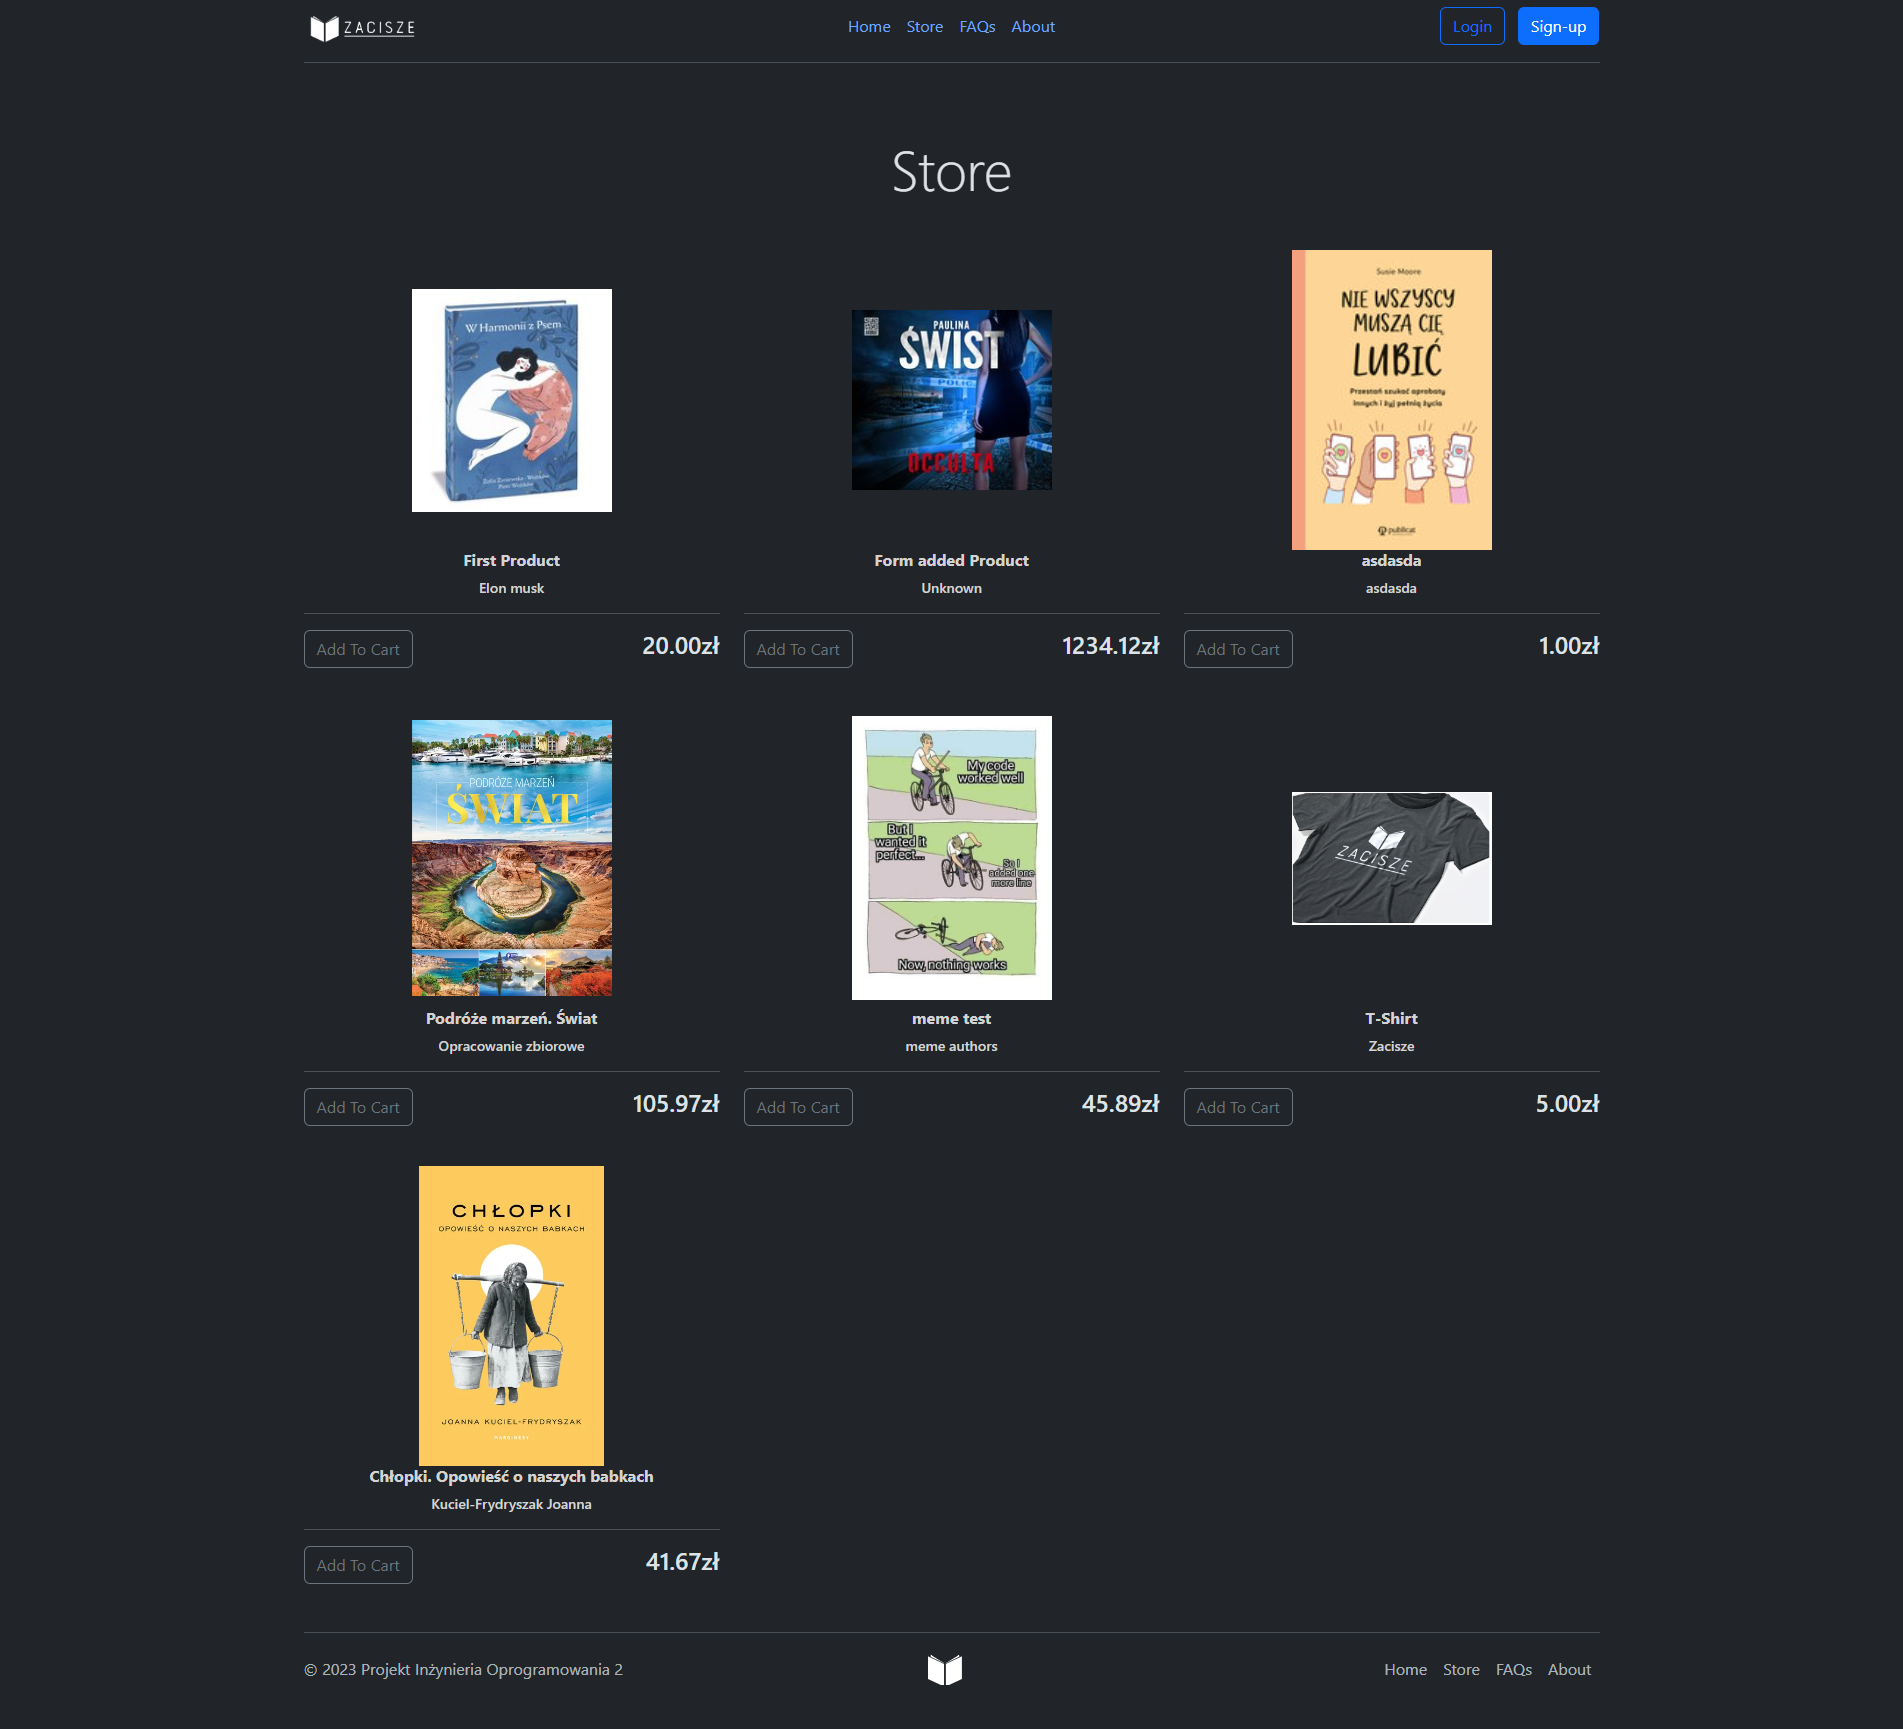 ZACISZE
Home Store FAQs About
Login
Sign-up
Store
W Harmonii z Psem
PAULINA
ŚWIST
POLIC
OCCULTA
Susie Moore
NIE WSZYSCY
MUSZĄ CIĘ
LUBIĆ
Przestań szukać aprobaty
innych i żyj pełnią życia
publicat
First Product
Elon musk
Add To Cart
20.00zł
Form added Product
Unknown
Add To Cart
1234.12zł
asdasda
asdasda
Add To Cart
1.00zł
PODRÓŻE MARZEŃ
ŚWIAT
My code
worked well
But I
wanted it
perfect...
So I
added one
more line
Now, nothing works
ZACISZE
Podróże marzeń. Świat
Opracowanie zbiorowe
Add To Cart
105.97zł
meme test
meme authors
Add To Cart
45.89zł
T-Shirt
Zacisze
Add To Cart
5.00zł
CHŁOPKI
OPOWIEŚĆ O NASZYCH BABKACH
JOANNA KUCIEL-FRYDRYSZAK
Chłopki. Opowieść o naszych babkach
Kuciel-Frydryszak Joanna
Add To Cart
41.67zł
© 2023 Projekt Inżynieria Oprogramowania 2
Home Store FAQs About